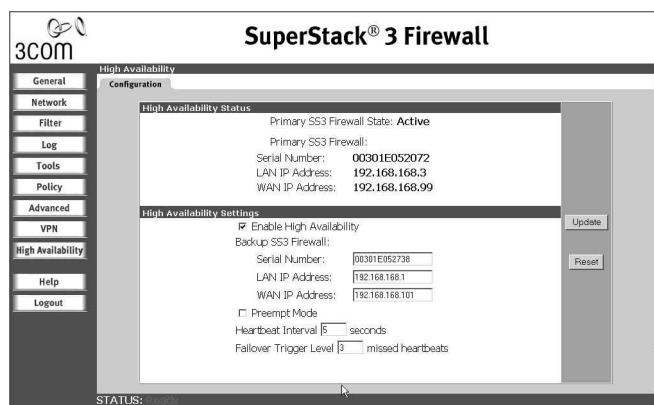 3COM
SuperStack® 3 Firewall
High Availability
Configuration
General
Network
Filter
Log
Tools
Policy
Advanced
VPN
High Availability
Help
Logout
High Availability Status
Primary SS3 Firewall State: Active
Primary SS3 Firewall:
Serial Number: 00301E052072
LAN IP Address: 192.168.168.3
WAN IP Address: 192.168.168.99
High Availability Settings
Enable High Availability
Backup SS3 Firewall:
Serial Number: 00301E052738
LAN IP Address: 192.168.168.1
WAN IP Address: 192.168.168.101
Preempt Mode
Heartbeat Interval 5 seconds
Failover Trigger Level 3 missed heartbeats
Update
Reset
STATUS: Ready